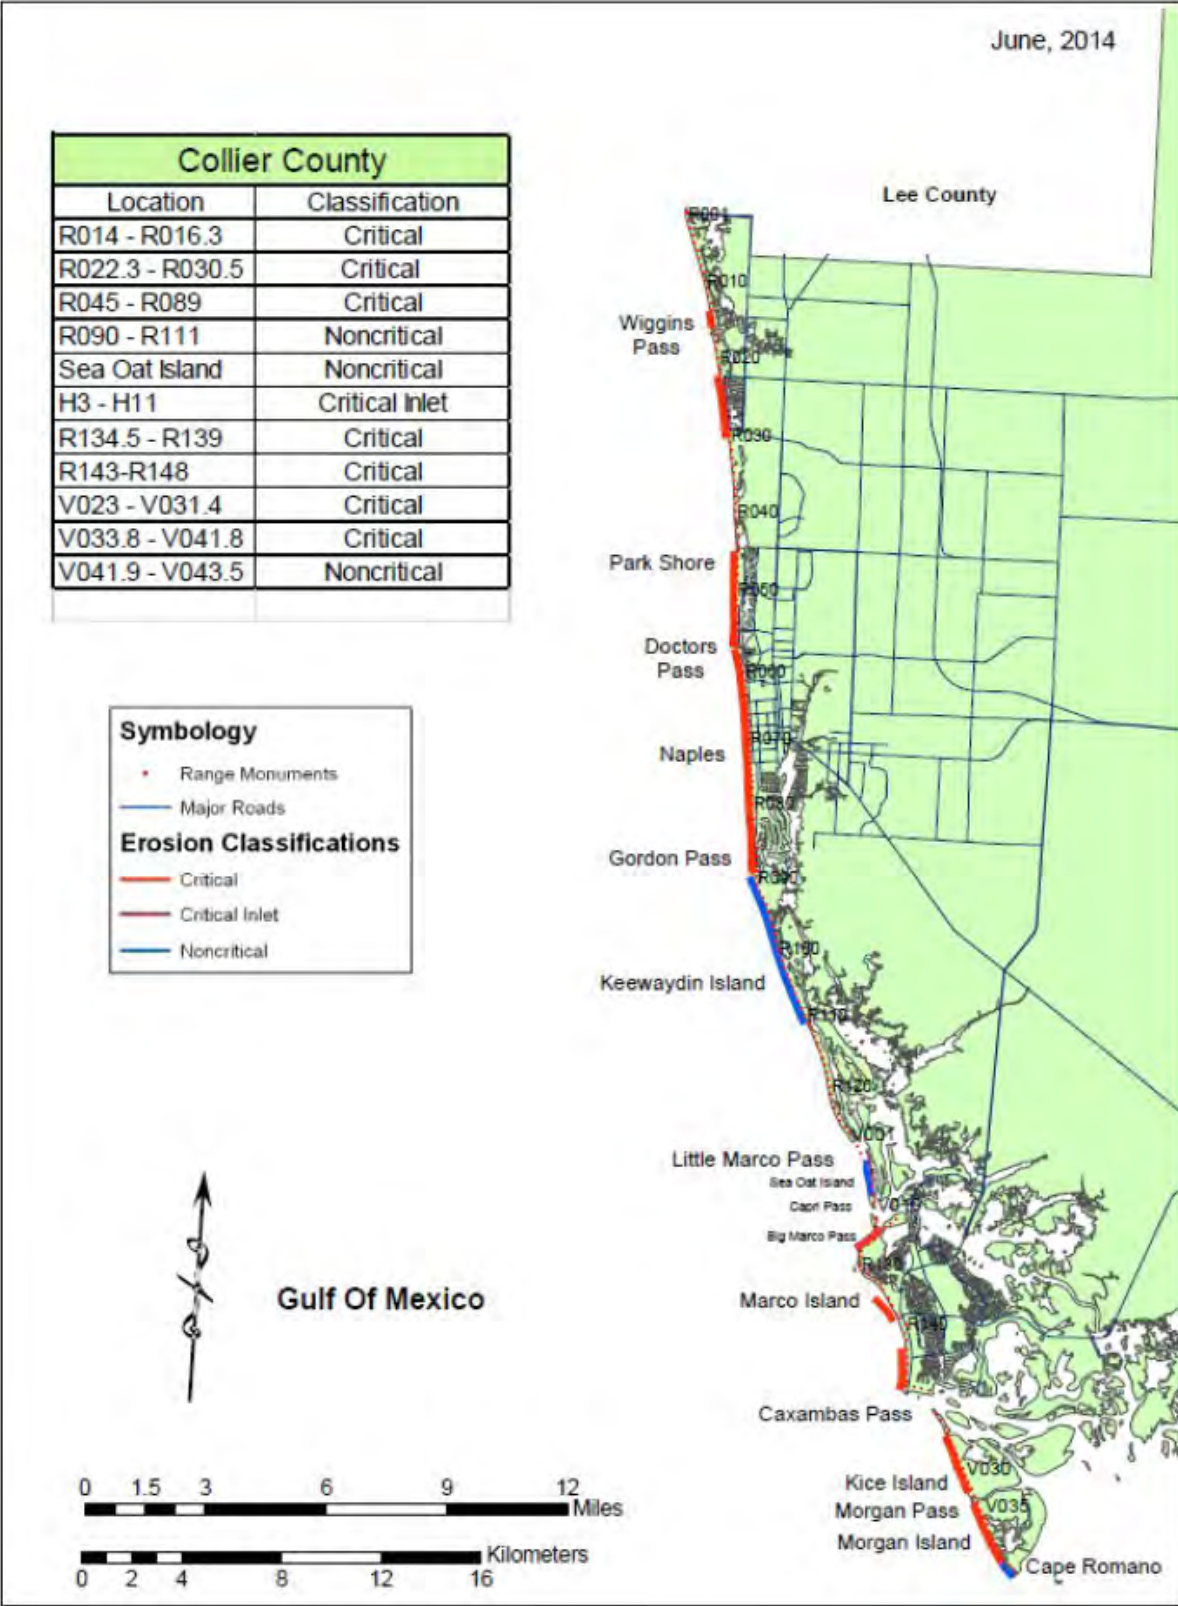 June, 2014
Collier County
Location Classification
R014 - R016.3 Critical
R022.3 - R030.5 Critical
R045 - R089 Critical
R090 - R111 Noncritical
Sea Oat Island Noncritical
H3 - H11 Critical Inlet
R134.5 - R139 Critical
R143-R148 Critical
V023 - V031.4 Critical
V033.8 - V041.8 Critical
V041.9 - V043.5 Noncritical
Symbology
Range Monuments
Major Roads
Erosion Classifications
Critical
Critical Inlet
Noncritical
Lee County
R001
R010
Wiggins
Pass
R020
R030
R040
Park Shore
R050
Doctors
Pass
R060
R070
Naples
R080
Gordon Pass
R090
R100
Keewaydin Island
R110
R120
V001
Little Marco Pass
Sea Oat Island
Capri Pass
V010
Big Marco Pass
R130
Marco Island
R140
Caxambas Pass
V030
Kice Island
V035
Morgan Pass
Morgan Island
Cape Romano
Gulf Of Mexico
0 1.5 3 6 9 12
Miles
Kilometers
0 2 4 8 12 16